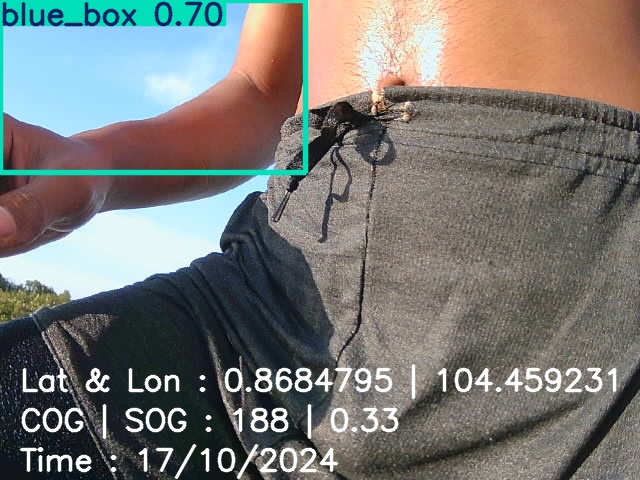 blue_box 0.70
Lat & Lon : 0.8684795 | 104.459231
COG | SOG : 188 | 0.33
Time : 17/10/2024